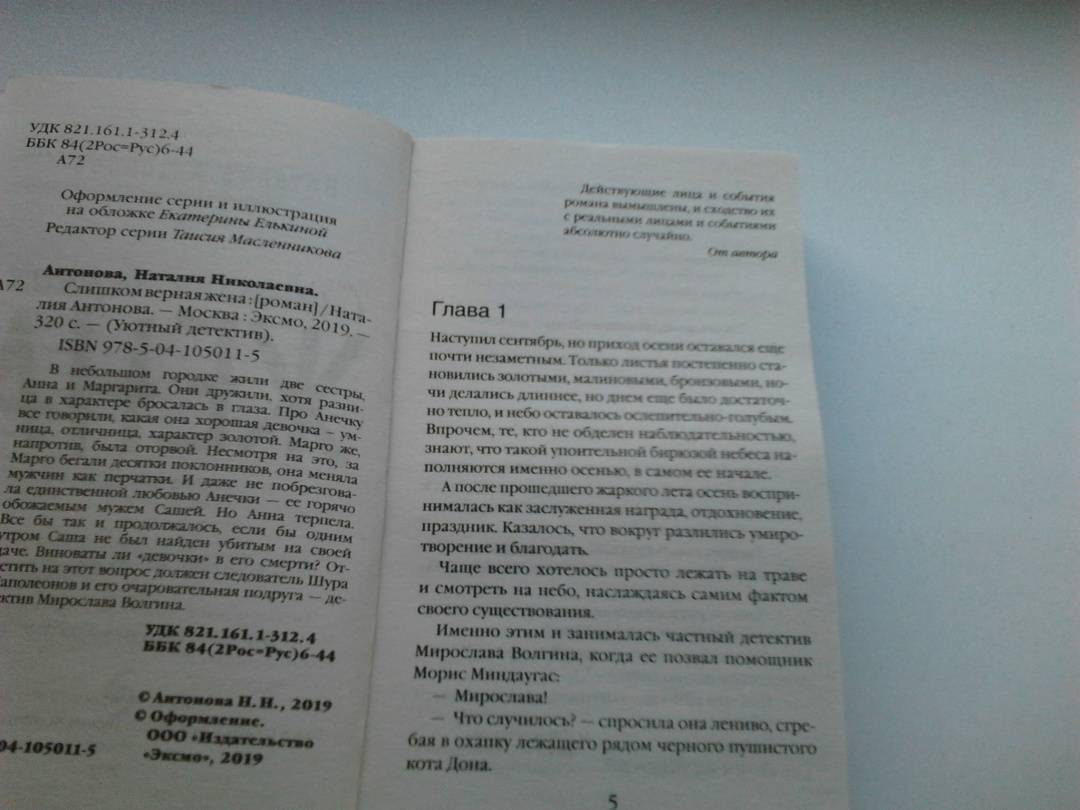 УДК 821.161.1-312.4
ББК 84(2Рос=Рус)6-44
А72
Оформление серии и иллюстрация
на обложке Екатерины Елькиной
Редактор серии Таисия Масленникова
Антонова, Наталия Николаевна.
А72 Слишком верная жена : [роман] / Ната-
лия Антонова. — Москва : Эксмо, 2019. —
320 с. — (Уютный детектив).
ISBN 978-5-04-105011-5
В небольшом городке жили две сестры,
Анна и Маргарита. Они дружили, хотя разни-
ца в характере бросалась в глаза. Про Анечку
все говорили, какая она хорошая девочка – ум-
ница, отличница, характер золотой. Марго же,
напротив, была оторвой. Несмотря на это, за
Марго бегали десятки поклонников, она меняла
мужчин как перчатки. И даже не побрезгова-
ла единственной любовью Анечки — ее горячо
обожаемым мужем Сашей. Но Анна терпела.
Все бы так и продолжалось, если бы одним
утром Саша не был найден убитым на своей
даче. Виноваты ли «девочки» в его смерти? От-
ветить на этот вопрос должен следователь Шура
Наполеонов и его очаровательная подруга — де-
тектив Мирослава Волгина.
УДК 821.161.1-312.4
ББК 84(2Рос=Рус)6-44
© Антонова Н. Н., 2019
© Оформление.
ООО «Издательство
«Эксмо», 2019
04-105011-5
Действующие лица и события
романа вымышлены, и сходство их
с реальными лицами и событиями
абсолютно случайно.
От автора
Глава 1
Наступил сентябрь, но приход осени оставался еще
почти незаметным. Только листья постепенно ста-
новились золотыми, малиновыми, бронзовыми, но-
чи делались длиннее, но днем еще было достаточ-
но тепло, и небо оставалось ослепительно-голубым.
Впрочем, те, кто не обделен наблюдательностью,
знают, что такой упоительной бирюзой небеса на-
полняются именно осенью, в самом ее начале.
А после прошедшего жаркого лета осень воспри-
нималась как заслуженная награда, отдохновение,
праздник. Казалось, что вокруг разлились умиро-
творение и благодать.
Чаще всего хотелось просто лежать на траве
и смотреть на небо, наслаждаясь самим фактом
своего существования.
Именно этим и занималась частный детектив
Мирослава Волгина, когда ее позвал помощник
Морис Миндаугас:
— Мирослава!
— Что случилось? — спросила она лениво, сгре-
бая в охапку лежащего рядом черного пушистого
кота Дона.
5